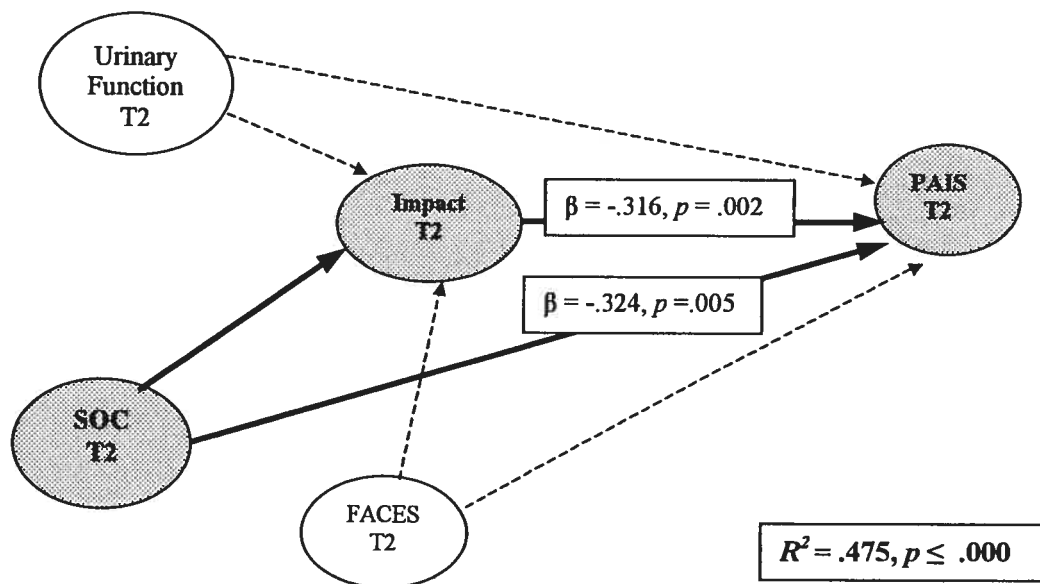 Urinary
Function
T2
Impact
T2
β = -.316, p = .002
PAIS
T2
β = -.324, p =.005
SOC
T2
FACES
T2
R² = .475, p ≤ .000